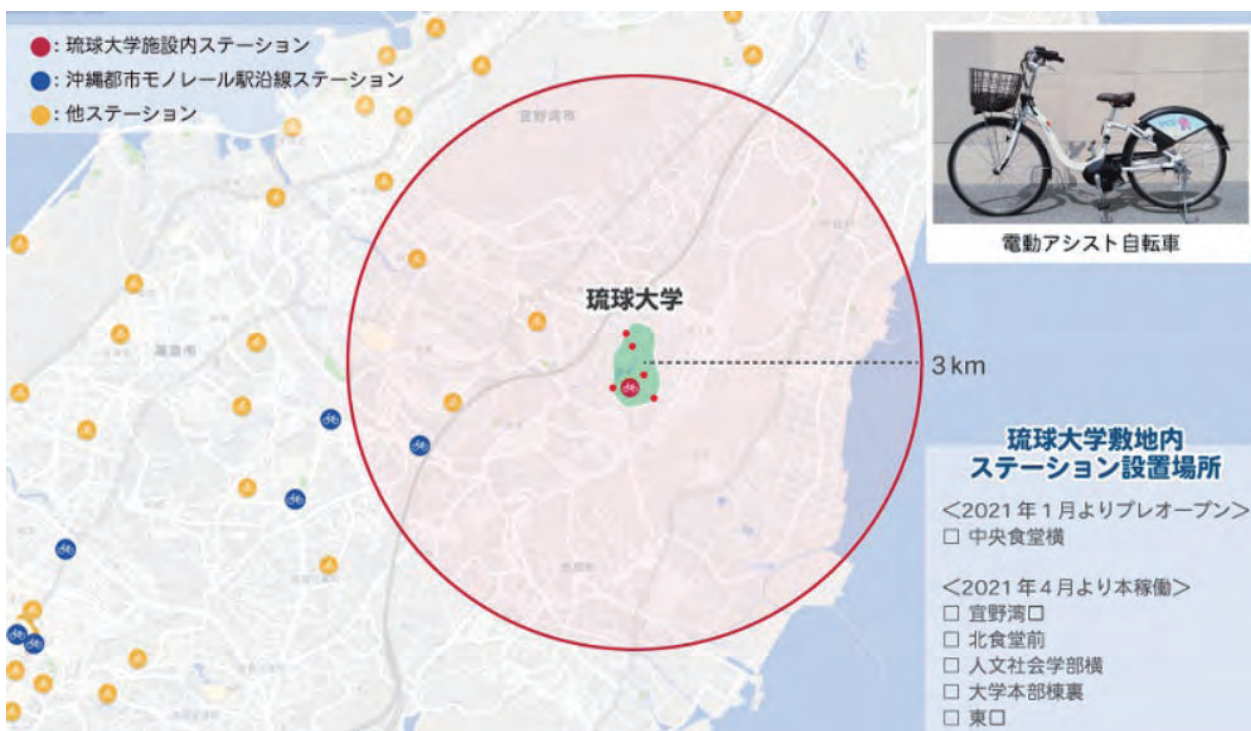 ：琉球大学施設内ステーション
：沖縄都市モノレール駅沿線ステーション
：他ステーション
宜野湾市
電動アシスト自転車
琉球大学
3 km
琉球大学敷地内
ステーション設置場所
＜2021年1月よりプレオープン＞
□ 中央食堂横
＜2021年4月より本稼働＞
□ 宜野湾口
□ 北食堂前
□ 人文社会学部横
□ 大学本部棟裏
□ 東口